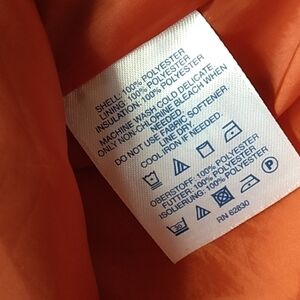 SHELL: 100% POLYESTER
LINING: 100% POLYESTER
INSULATION: 100% POLYESTER
MACHINE WASH COLD DELICATE
ONLY NON-CHLORINE BLEACH WHEN
NEEDED.
DO NOT USE FABRIC SOFTENER
LINE DRY.
COOL IRON IF NEEDED.
OBERSTOFF: 100% POLYESTER
FUTTER: 100% POLYESTER
ISOLIERUNG: 100% POLYESTER
P
30
RN 62830